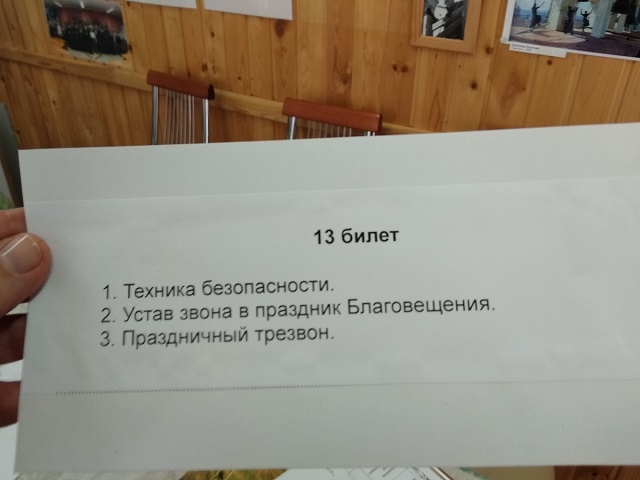 13 билет
1. Техника безопасности.
2. Устав звона в праздник Благовещения.
3. Праздничный трезвон.